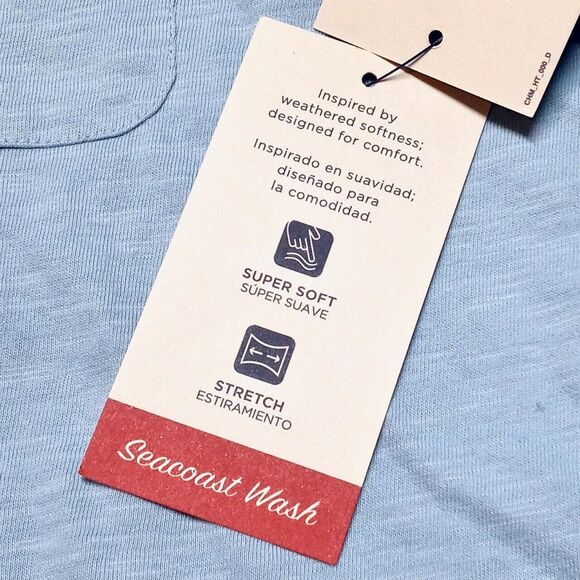 CHM_HT_000_D
Inspired by
weathered softness;
designed for comfort.
Inspirado en suavidad;
diseñado para
la comodidad.
SUPER SOFT
SÚPER SUAVE
STRETCH
ESTIRAMIENTO
Seacoast Wash